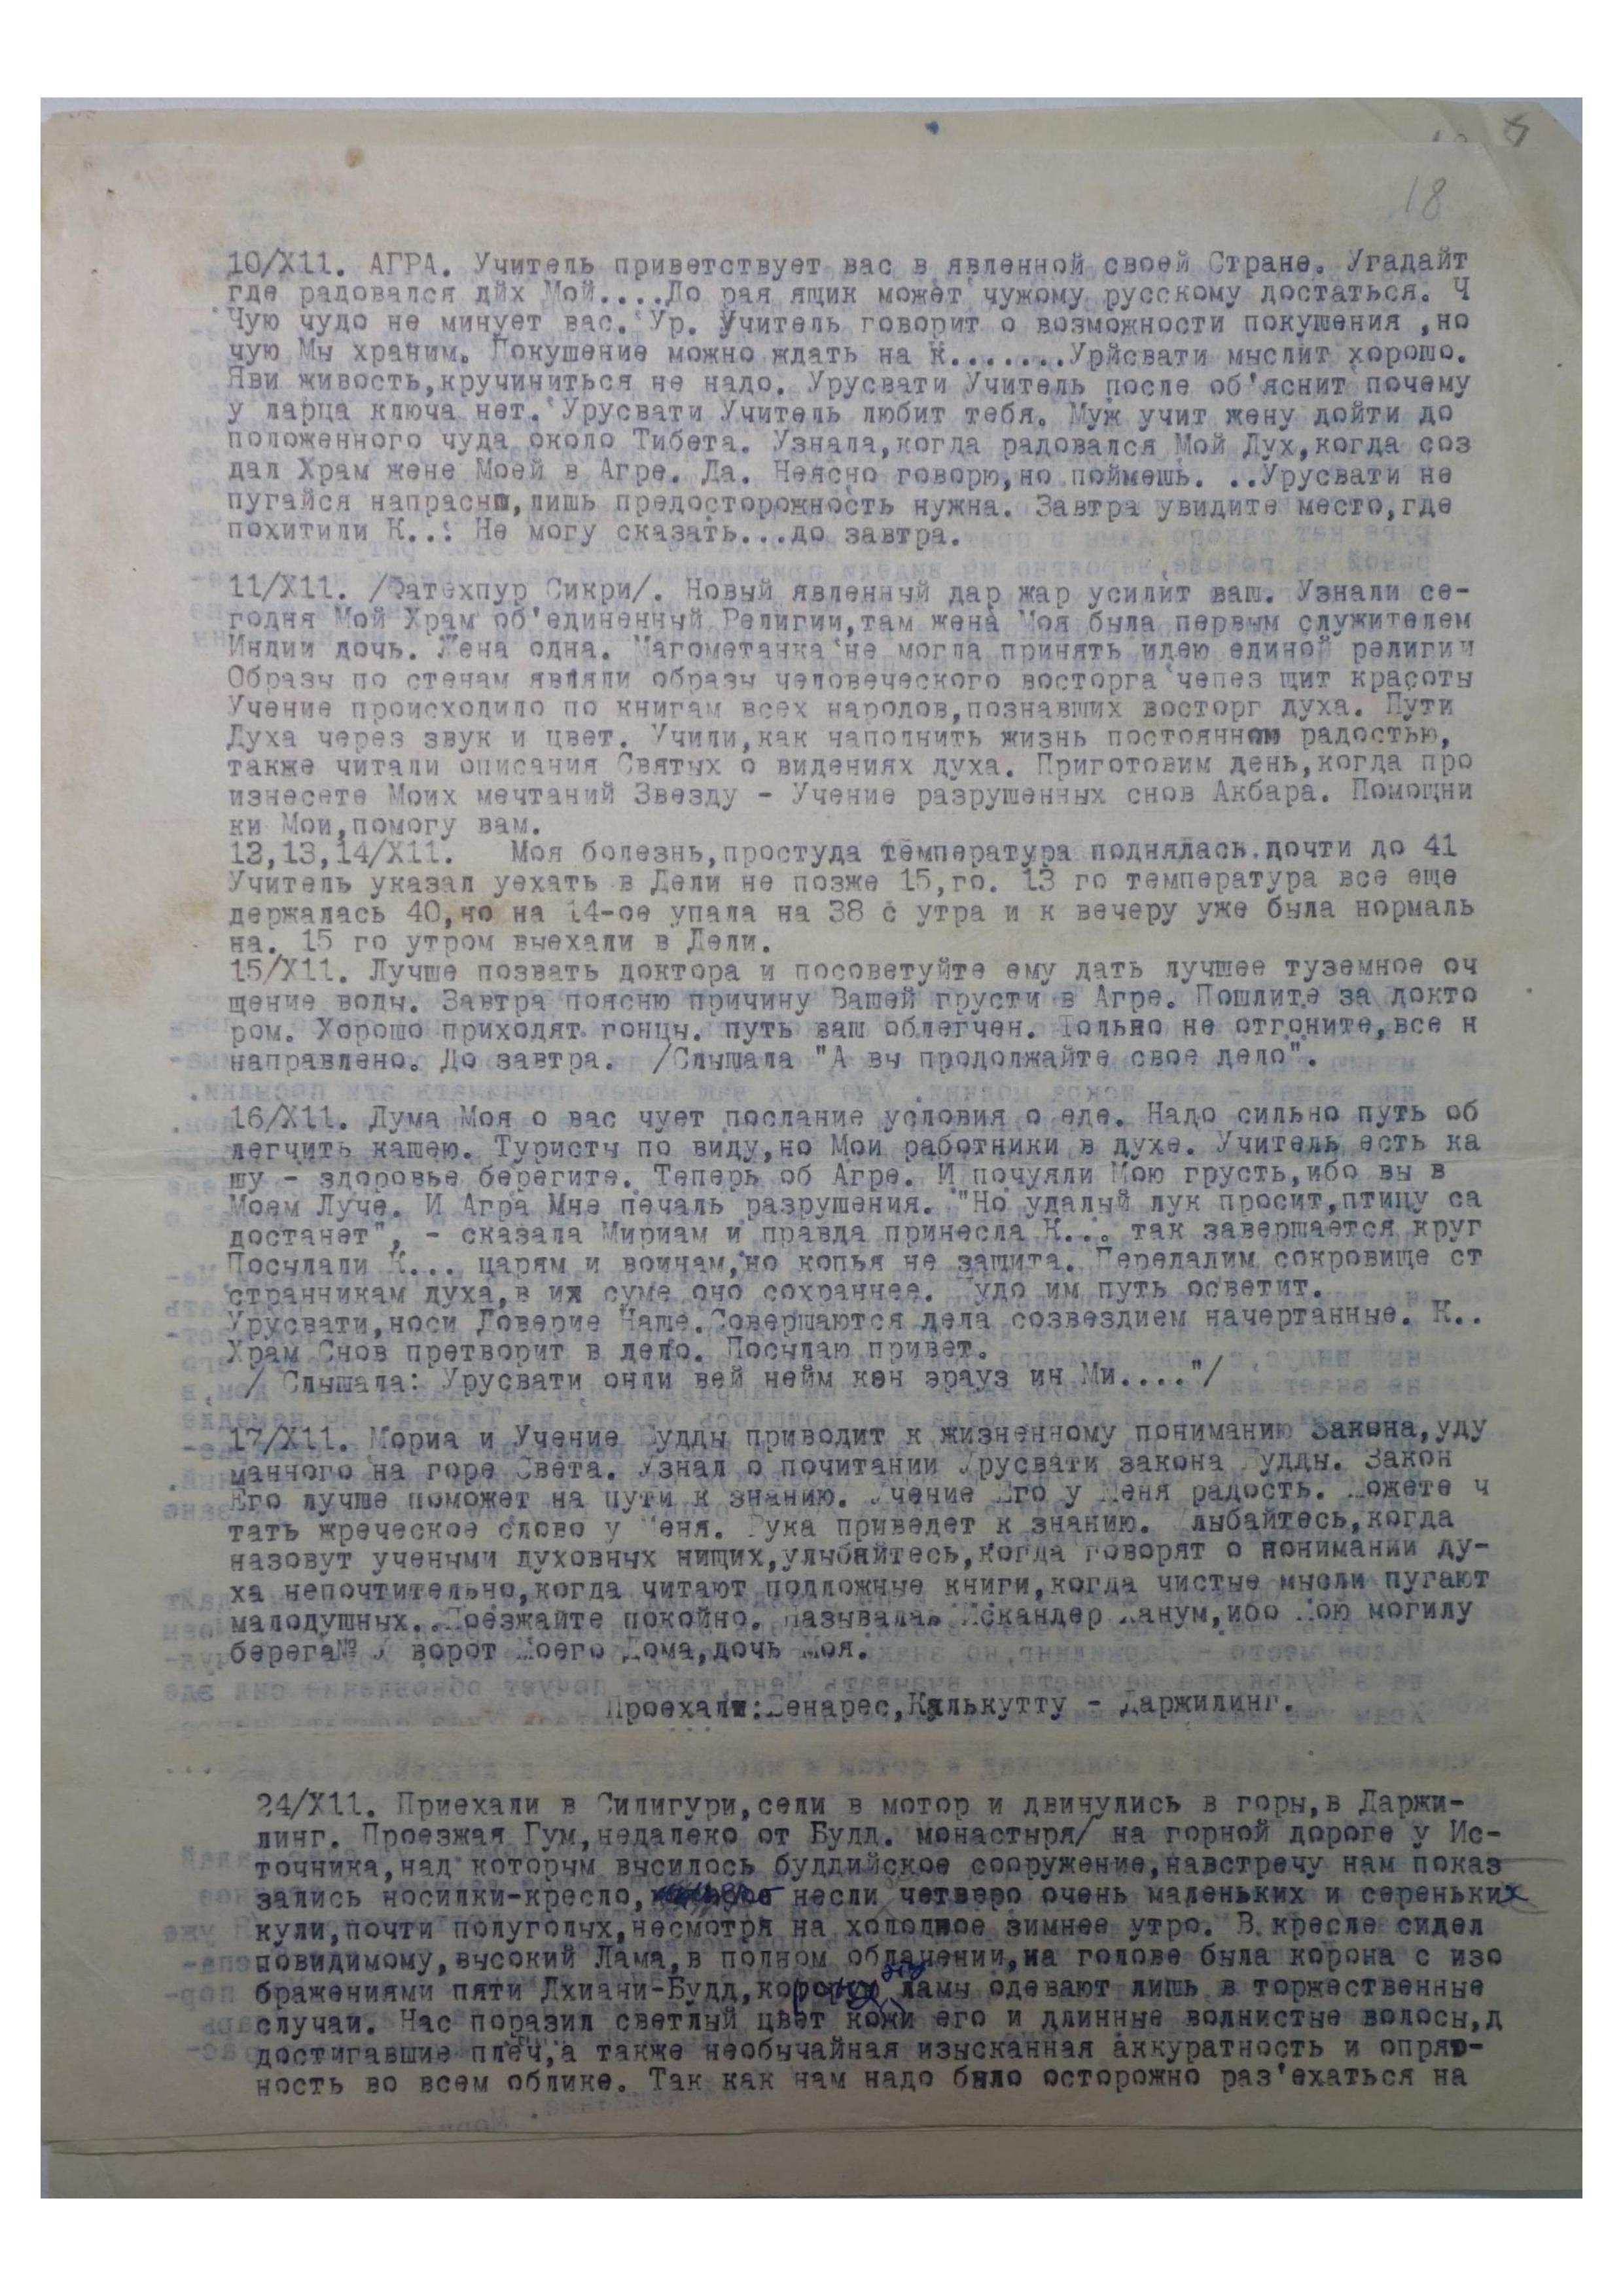 18
10/X11. АГРА. Учитель приветствует вас в явленной своей Стране. Угадайт
где радовался дйх Мой....До рая ящик может чужому русскому достаться. Ч
Чую чудо не минует вас. Ур. Учитель говорит о возможности покушения ,но
чую Мы храним. Покушение можно ждать на К.......Урйсвати мыслит хорошо.
Яви живость,кручиниться не надо. Урусвати Учитель после об'яснит почему
у ларца ключа нет. Урусвати Учитель любит тебя. Муж учит жену дойти до
положенного чуда около Тибета. Узнала,когда радовался Мой Дух,когда соз
дал Храм жене Моей в Агре. Да. Неясно говорю,но поймешь. ..Урусвати не
пугайся напрасны,лишь предосторожность нужна. Завтра увидите место,где
похитили К..: Не могу сказать...до завтра.
11/X11. /Фатехпур Сикри/. Новый явленный дар жар усилит ваш. Узнали се-
годня Мой Храм об'единенный Религии,там жена Моя была первым служителем
Индии дочь. Жена одна. Магометанка не могла принять идею единой религии
Образы по стенам являли образы человеческого восторга чепез щит красоты
Учение происходило по книгам всех народов,познавших восторг духа. Пути
Духа через звук и цвет. Учили,как наполнить жизнь постоянном радостью,
также читали описания Святых о видениях духа. Приготовим день,когда про
изнесете Моих мечтаний Звезду - Учение разрушенных снов Акбара. Помощни
ки Мои,помогу вам.
12,13,14/X11. Моя болезнь,простуда температура поднялась почти до 41
Учитель указал уехать в Дели не позже 15,го. 13 го температура все еще
держалась 40,но на 14-ое упала на 38 с утра и к вечеру уже была нормаль
на. 15 го утром выехали в Дели.
15/X11. Лучше позвать доктора и посоветуйте ему дать лучшее туземное оч
щение воды. Завтра поясню причину Вашей грусти в Агре. Пошлите за докто
ром. Хорошо приходят гонцы. путь ваш облегчен. Только не отгоните,все н
направлено. До завтра. /Слышала "А вы продолжайте свое дело".
16/X11. Дума Моя о вас чует послание условия о еде. Надо сильно путь об
легчить кашею. Туристы по виду,но Мои работники в духе. Учитель есть ка
шу - здоровье берегите. Теперь об Агре. И почуяли Мою грусть,ибо вы в
Моем Луче. И Агра Мне печаль разрушения. "Но удалый лук просит,птицу са
достанет", - сказала Мириам и правда принесла К... так завершается круг
Посылали К... царям и воинам,но копья не защита. Передадим сокровище ст
странникам духа,в их суме оно сохраннее. Чудо им путь осветит.
Урусвати,носи Доверие Наше.Совершаются дела созвездием начертанные. К..
Храм Снов претворит в дело. Посылаю привет.
/ Слышала: Урусвати онли вей нейм кен эрауз ин Ми...."/
17/X11. Мориа и Учение Будды приводит к жизненному пониманию Закона,уду
манного на горе Света. Узнал о почитании Урусвати закона Будды. Закон
Его лучше поможет на пути к знанию. Учение Его у Меня радость. Можете ч
тать жреческое слово у Меня. Рука приведет к знанию. Улыбайтесь,когда
назовут учеными духовных нищих,улыбайтесь,когда говорят о понимании ду-
ха непочтительно,когда читают подложные книги,когда чистые мысли пугают
малодушных..Поезжайте покойно. Называлаь Искандер Ханум,ибо Мою могилу
берега№ У ворот Моего Дома,дочь Моя.
Проехали:Бенарес,Калькутту - Даржилинг.
24/X11. Приехали в Силигури,сели в мотор и двинулись в горы,в Даржи-
линг. Проезжая Гум,недалеко от Будд. монастыря/ на горной дороге у Ис-
точника,над которым высилось буддийское сооружение,навстречу нам показ
зались носилки-кресло, несли четверо очень маленьких и сереньких
кули,почти полуголых,несмотря на холодное зимнее утро. В кресле сидел
повидимому,высокий Лама,в полном облачении,на голове была корона с изо
бражениями пяти Дхиани-Будд, ламы одевают лишь в торжественные
случаи. Нас поразил светлый цвет кожи его и длинные волнистые волосы,д
достигавшие плеч,а также необычайная изысканная аккуратность и опрят-
ность во всем облике. Так как нам надо было осторожно раз'ехаться на